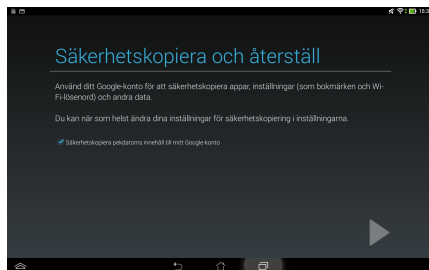 15:3
Säkerhetskopiera och återställ
Använd ditt Google-konto för att säkerhetskopiera appar, inställningar (som bokmärken och Wi-
Fi-lösenord) och andra data.
Du kan när som helst ändra dina inställningar för säkerhetskopiering i inställningarna.
Säkerhetskopiera pekdatorns innehåll till mitt Google-konto